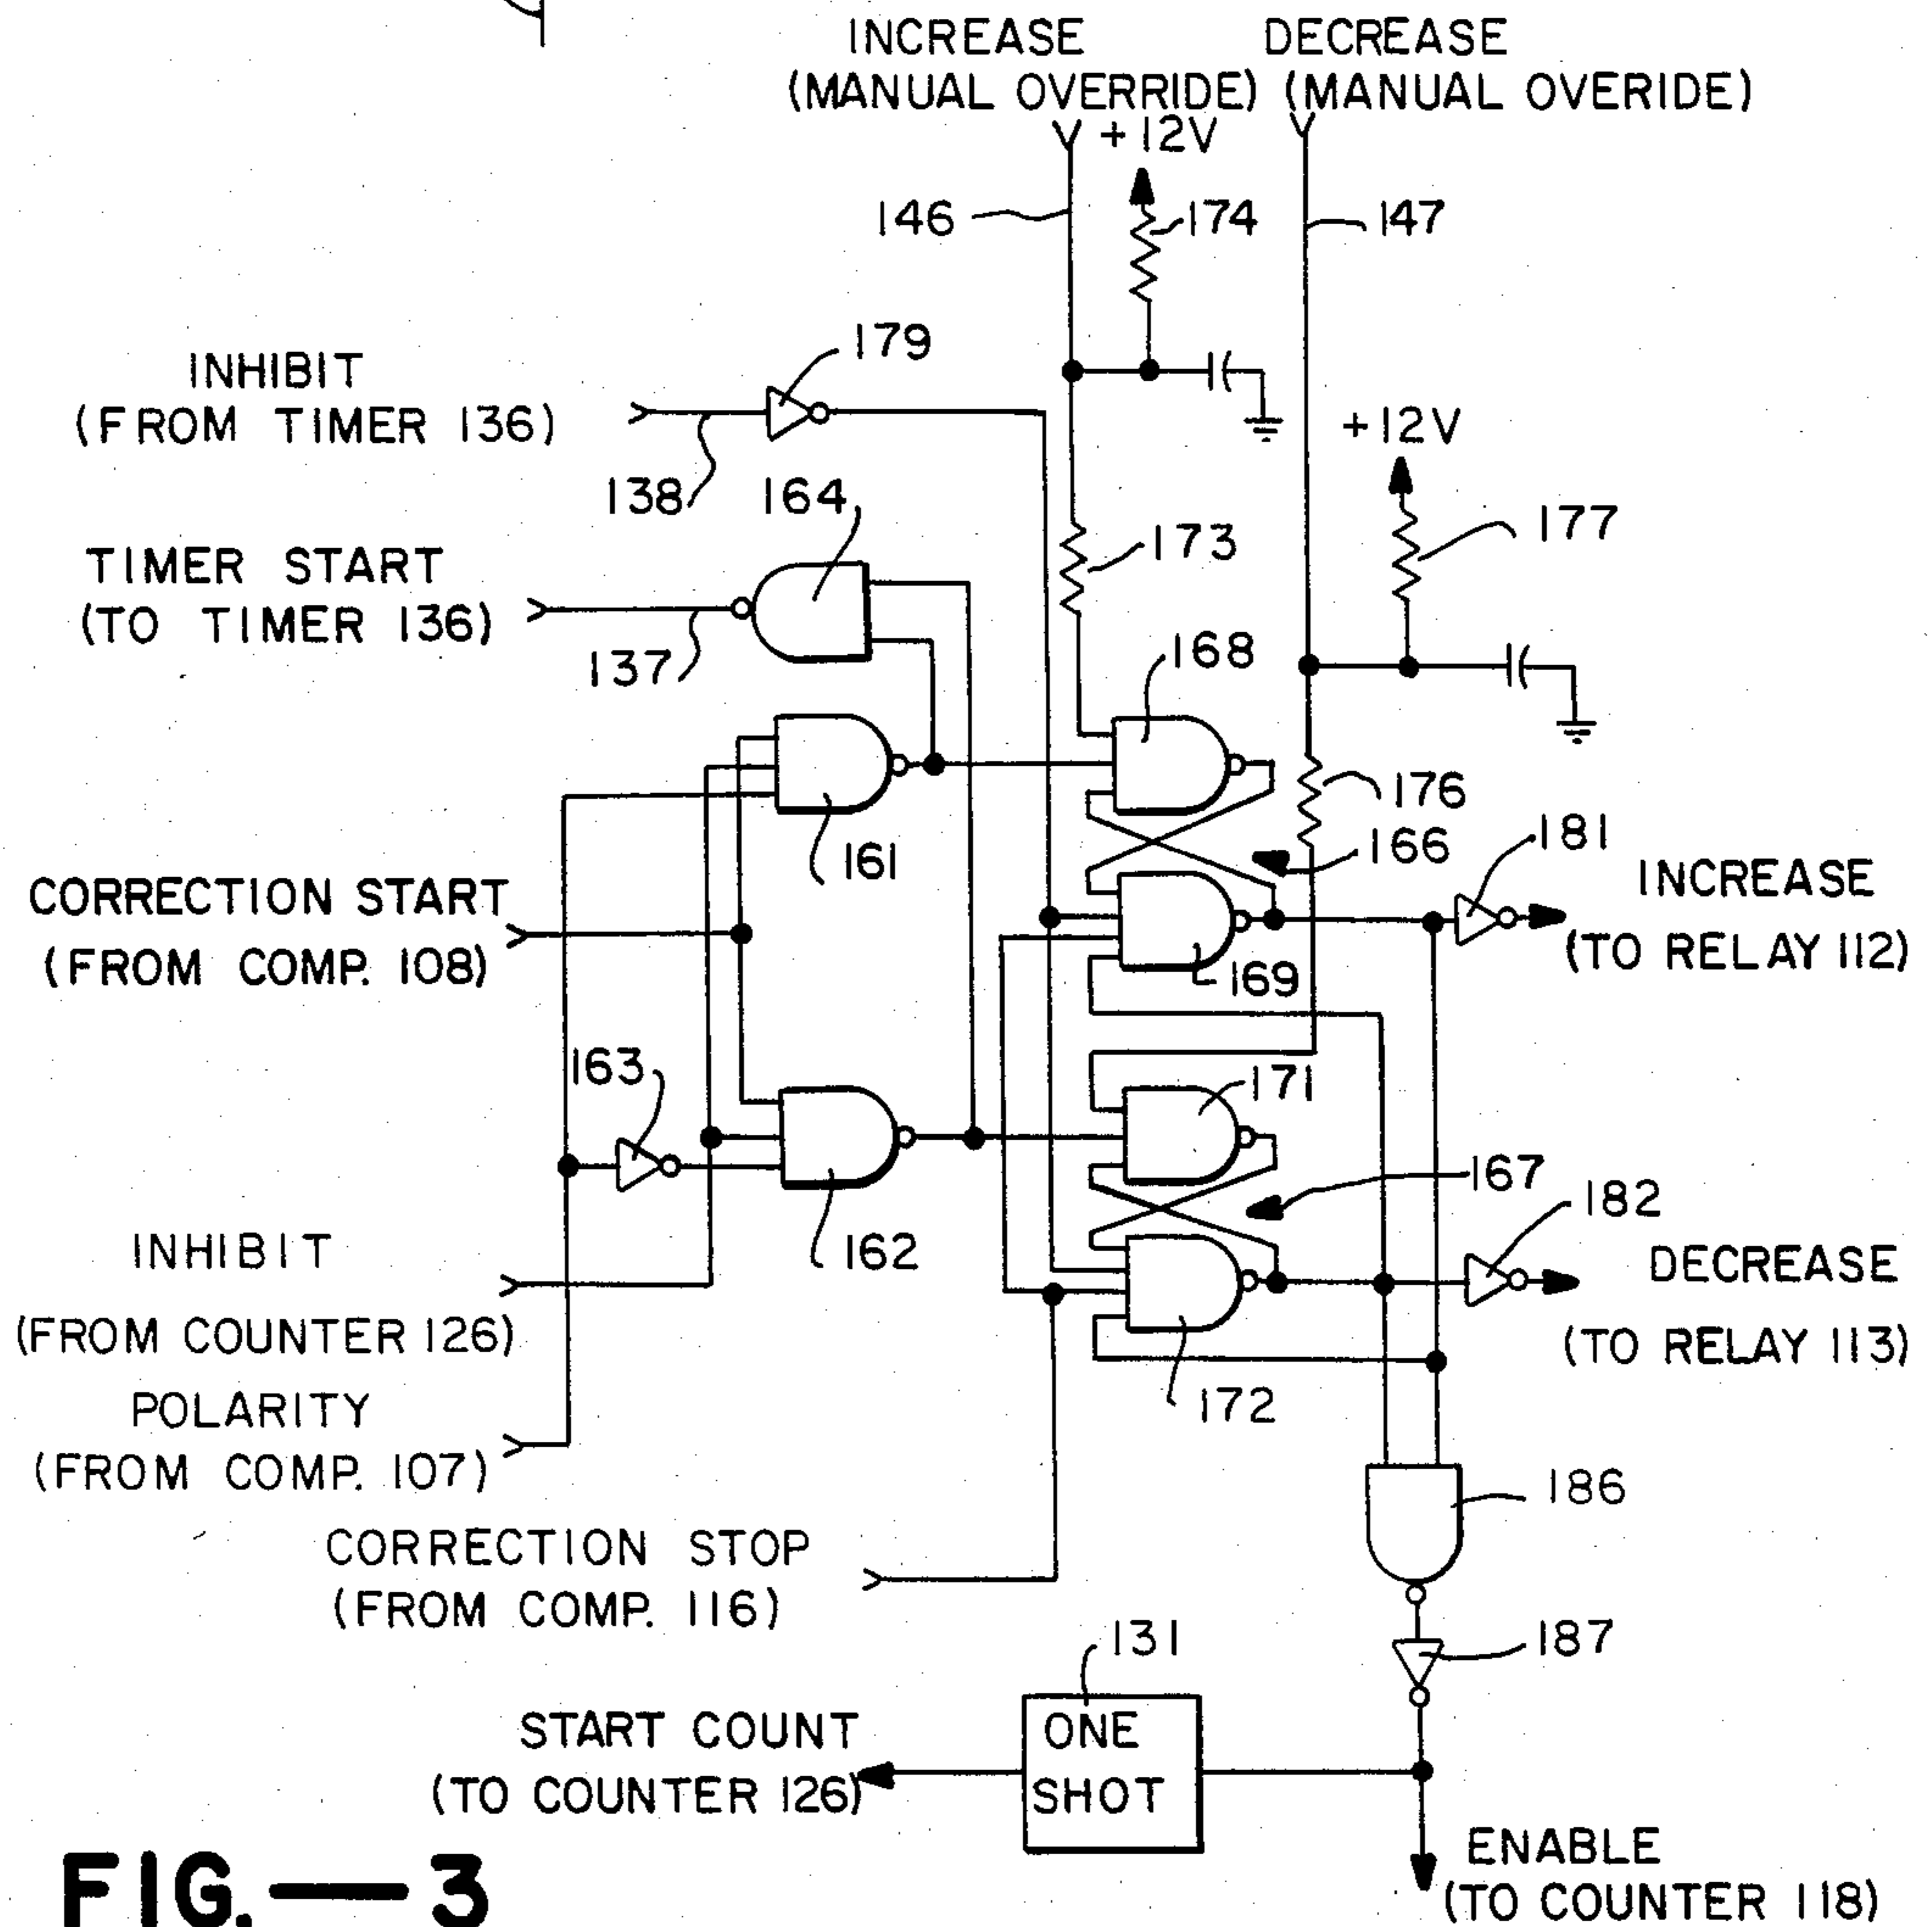 INCREASE
(MANUAL OVERRIDE)
DECREASE
(MANUAL OVERIDE)
+12V
146
174
147
179
INHIBIT
(FROM TIMER 136)
+12V
138
164
173
177
TIMER START
(TO TIMER 136)
137
168
176
161
166
181
INCREASE
(TO RELAY 112)
CORRECTION START
(FROM COMP. 108)
169
163
171
167
182
162
INHIBIT
(FROM COUNTER 126)
DECREASE
(TO RELAY 113)
172
POLARITY
(FROM COMP. 107)
186
CORRECTION STOP
(FROM COMP. 116)
187
131
ONE
SHOT
START COUNT
(TO COUNTER 126)
ENABLE
(TO COUNTER 118)
FIG.—3